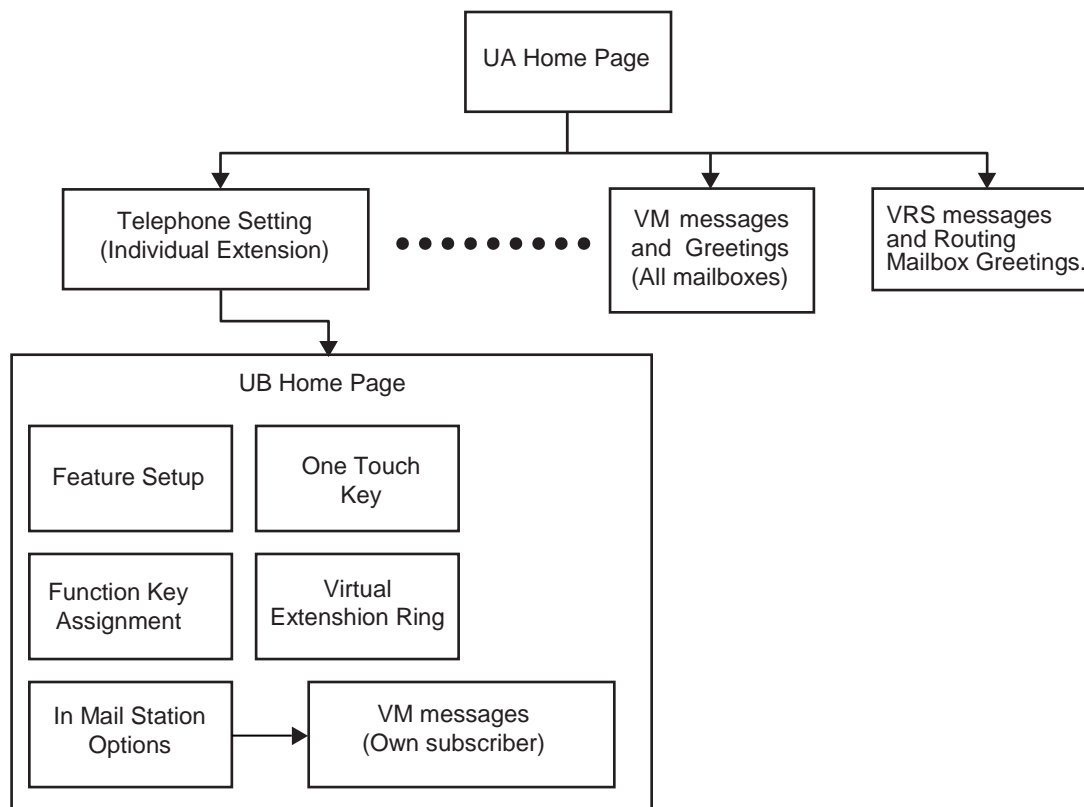 UA Home Page
Telephone Setting
(Individual Extension)
VM messages
and Greetings
(All mailboxes)
VRS messages
and Routing
Mailbox Greetings.
UB Home Page
Feature Setup
One Touch
Key
Function Key
Assignment
Virtual
Extenshion Ring
In Mail Station
Options
VM messages
(Own subscriber)